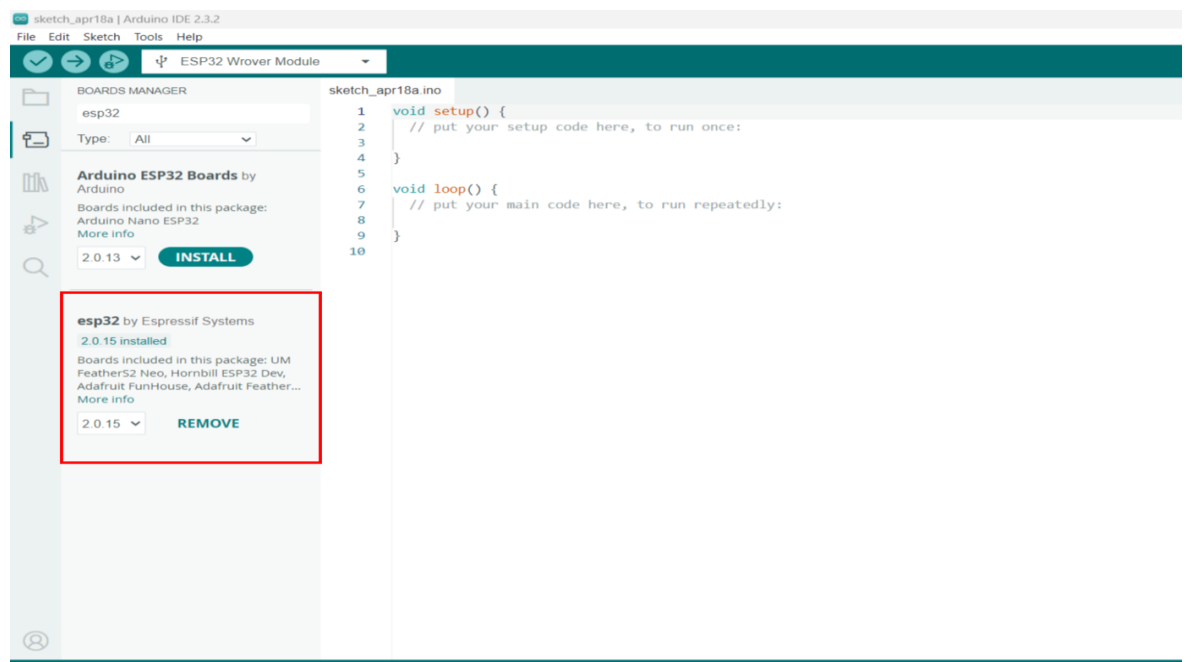 sketch_apr18a | Arduino IDE 2.3.2
File Edit Sketch Tools Help
ESP32 Wrover Module
BOARDS MANAGER
esp32
Type: All
Arduino ESP32 Boards by
Arduino
Boards included in this package:
Arduino Nano ESP32
More info
2.0.13 INSTALL
esp32 by Espressif Systems
2.0.15 installed
Boards included in this package: UM
FeatherS2 Neo, Hornbill ESP32 Dev,
Adafruit FunHouse, Adafruit Feather...
More info
2.0.15 REMOVE
sketch_apr18a.ino
1 void setup() {
2 // put your setup code here, to run once:
3
4 }
5
6 void loop() {
7 // put your main code here, to run repeatedly:
8
9 }
10